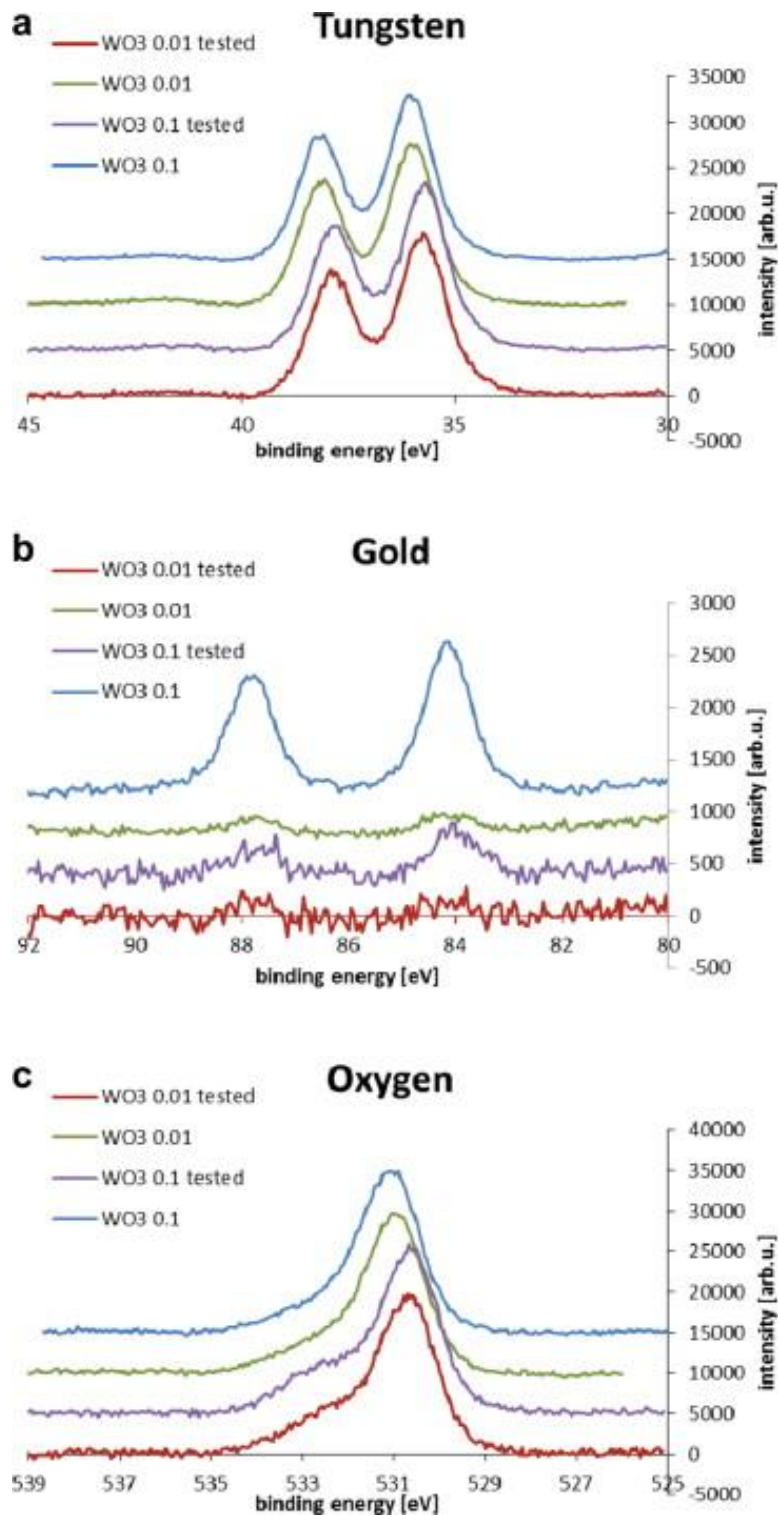 a
Tungsten
WO3 0.01 tested
WO3 0.01
WO3 0.1 tested
WO3 0.1
35000
30000
25000
20000
15000
10000
5000
0
-5000
intensity [arb.u.]
45 40 35 30
binding energy [eV]
b
Gold
WO3 0.01 tested
WO3 0.01
WO3 0.1 tested
WO3 0.1
3000
2500
2000
1500
1000
500
0
-500
intensity [arb.u.]
92 90 88 86 84 82 80
binding energy [eV]
c
Oxygen
WO3 0.01 tested
WO3 0.01
WO3 0.1 tested
WO3 0.1
40000
35000
30000
25000
20000
15000
10000
5000
0
-5000
intensity [arb.u.]
539 537 535 533 531 529 527 525
binding energy [eV]